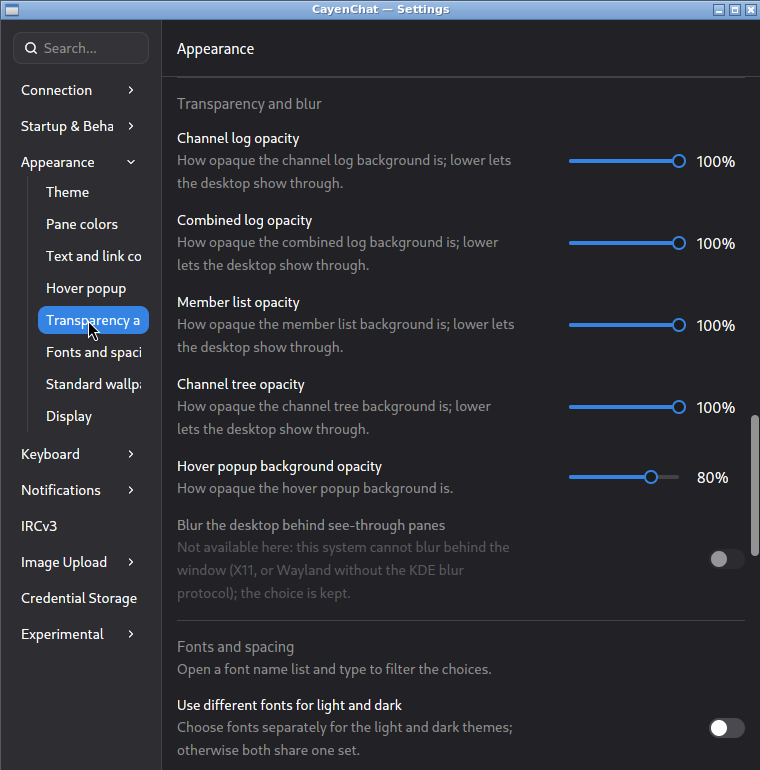 CayenChat — Settings
Search...
Appearance
Connection
Startup & Beha
Appearance
Theme
Pane colors
Text and link co
Hover popup
Transparency a
Fonts and spaci
Standard wallpa
Display
Keyboard
Notifications
IRCv3
Image Upload
Credential Storage
Experimental
Transparency and blur
Channel log opacity
How opaque the channel log background is; lower lets
the desktop show through.
100%
Combined log opacity
How opaque the combined log background is; lower
lets the desktop show through.
100%
Member list opacity
How opaque the member list background is; lower lets
the desktop show through.
100%
Channel tree opacity
How opaque the channel tree background is; lower
lets the desktop show through.
100%
Hover popup background opacity
How opaque the hover popup background is.
80%
Blur the desktop behind see-through panes
Not available here: this system cannot blur behind the
window (X11, or Wayland without the KDE blur
protocol); the choice is kept.
Fonts and spacing
Open a font name list and type to filter the choices.
Use different fonts for light and dark
Choose fonts separately for the light and dark themes;
otherwise both share one set.